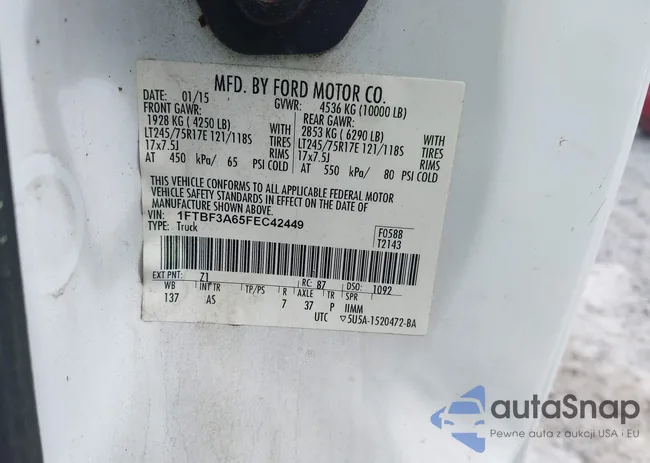 MFD. BY FORD MOTOR CO.
DATE: 01/15 GVWR: 4536 KG (10000 LB)
FRONT GAWR: REAR GAWR:
1928 KG ( 4250 LB) WITH 2853 KG ( 6290 LB) WITH
LT245/75R17E 121/118S TIRES LT245/75R17E 121/118S TIRES
17x7.5J RIMS 17x7.5J RIMS
AT 450 kPa/ 65 PSI COLD AT 550 kPa/ 80 PSI COLD
THIS VEHICLE CONFORMS TO ALL APPLICABLE FEDERAL MOTOR
VEHICLE SAFETY STANDARDS IN EFFECT ON THE DATE OF
MANUFACTURE SHOWN ABOVE.
VIN: 1FTBF3A65FEC42449
TYPE: Truck
F0588
T2143
EXT PNT: Z1 RC: 87 DSO: 1092
WB INT TR TP/PS R AXLE TR SPR
137 AS 7 37 P IIMM
UTC ▽5U5A-1520472-BA
autaSnap
Pewne auta z aukcji USA i EU